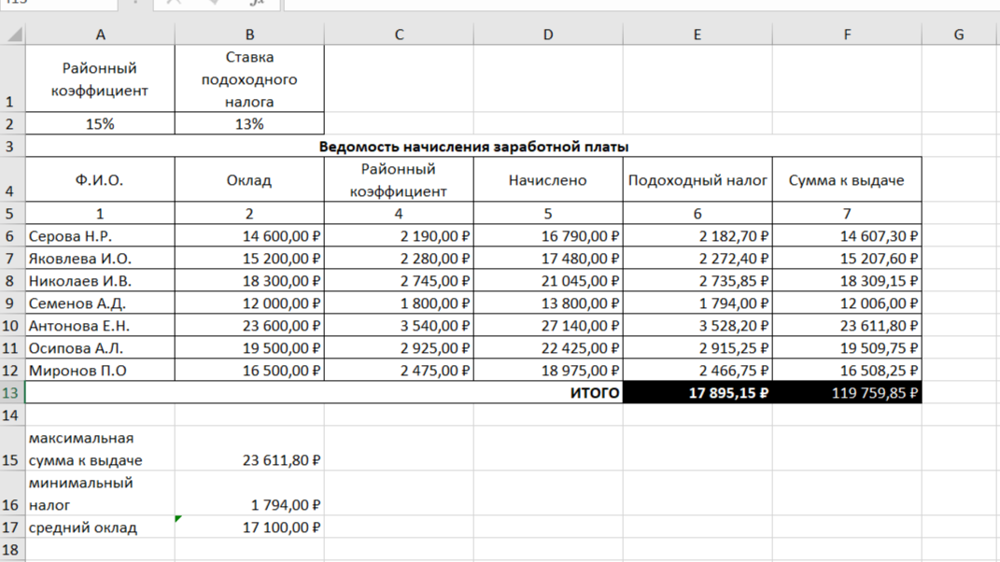 A B C D E F G
Районный
коэффициент
Ставка
подоходного
налога
1
2 15% 13%
3 Ведомость начисления заработной платы
4 Ф.И.О. Оклад Районный
коэффициент Начислено Подоходный налог Сумма к выдаче
5 1 2 4 5 6 7
6 Серова Н.Р. 14 600,00 ₽ 2 190,00 ₽ 16 790,00 ₽ 2 182,70 ₽ 14 607,30 ₽
7 Яковлева И.О. 15 200,00 ₽ 2 280,00 ₽ 17 480,00 ₽ 2 272,40 ₽ 15 207,60 ₽
8 Николаев И.В. 18 300,00 ₽ 2 745,00 ₽ 21 045,00 ₽ 2 735,85 ₽ 18 309,15 ₽
9 Семенов А.Д. 12 000,00 ₽ 1 800,00 ₽ 13 800,00 ₽ 1 794,00 ₽ 12 006,00 ₽
10 Антонова Е.Н. 23 600,00 ₽ 3 540,00 ₽ 27 140,00 ₽ 3 528,20 ₽ 23 611,80 ₽
11 Осипова А.Л. 19 500,00 ₽ 2 925,00 ₽ 22 425,00 ₽ 2 915,25 ₽ 19 509,75 ₽
12 Миронов П.О 16 500,00 ₽ 2 475,00 ₽ 18 975,00 ₽ 2 466,75 ₽ 16 508,25 ₽
13 ИТОГО 17 895,15 ₽ 119 759,85 ₽
14
максимальная
15 сумма к выдаче 23 611,80 ₽
минимальный
16 налог 1 794,00 ₽
17 средний оклад 17 100,00 ₽
18